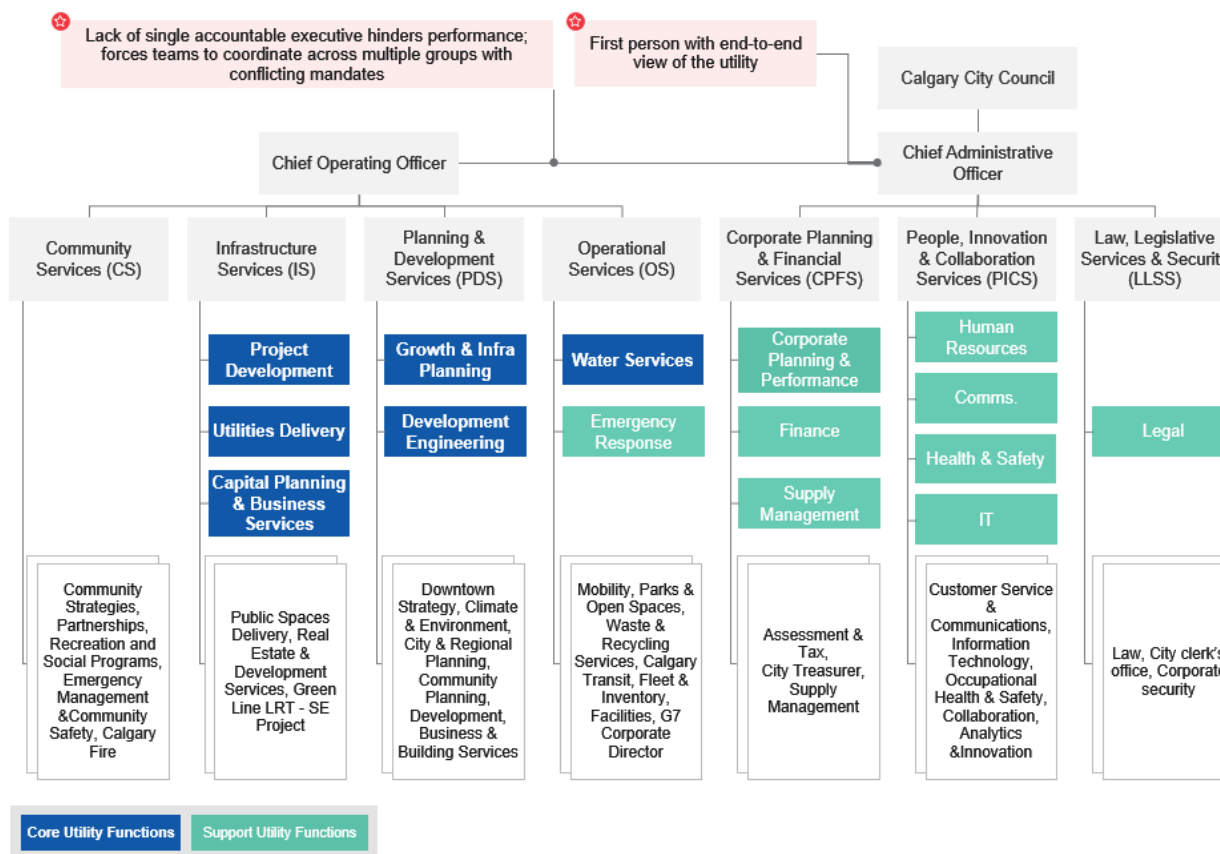 Lack of single accountable executive hinders performance;
forces teams to coordinate across multiple groups with
conflicting mandates
First person with end-to-end
view of the utility
Calgary City Council
Chief Operating Officer
Chief Administrative
Officer
Community
Services (CS)
Infrastructure
Services (IS)
Planning &
Development
Services (PDS)
Operational
Services (OS)
Corporate Planning
& Financial
Services (CPFS)
People, Innovation
& Collaboration
Services (PICS)
Law, Legislative
Services & Securit
(LLSS)
Project
Development
Utilities Delivery
Capital Planning
& Business
Services
Growth & Infra
Planning
Development
Engineering
Water Services
Emergency
Response
Corporate
Planning &
Performance
Finance
Supply
Management
Human
Resources
Comms.
Health & Safety
IT
Legal
Community
Strategies,
Partnerships,
Recreation and
Social Programs,
Emergency
Management
&Community
Safety, Calgary
Fire
Public Spaces
Delivery, Real
Estate &
Development
Services, Green
Line LRT - SE
Project
Downtown
Strategy, Climate
& Environment,
City & Regional
Planning,
Community
Planning,
Development,
Business &
Building Services
Mobility, Parks &
Open Spaces,
Waste &
Recycling
Services, Calgary
Transit, Fleet &
Inventory,
Facilities, G7
Corporate
Director
Assessment &
Tax,
City Treasurer,
Supply
Management
Customer Service
&
Communications,
Information
Technology,
Occupational
Health & Safety,
Collaboration,
Analytics
&Innovation
Law, City clerk's
office, Corporate
security
Core Utility Functions
Support Utility Functions